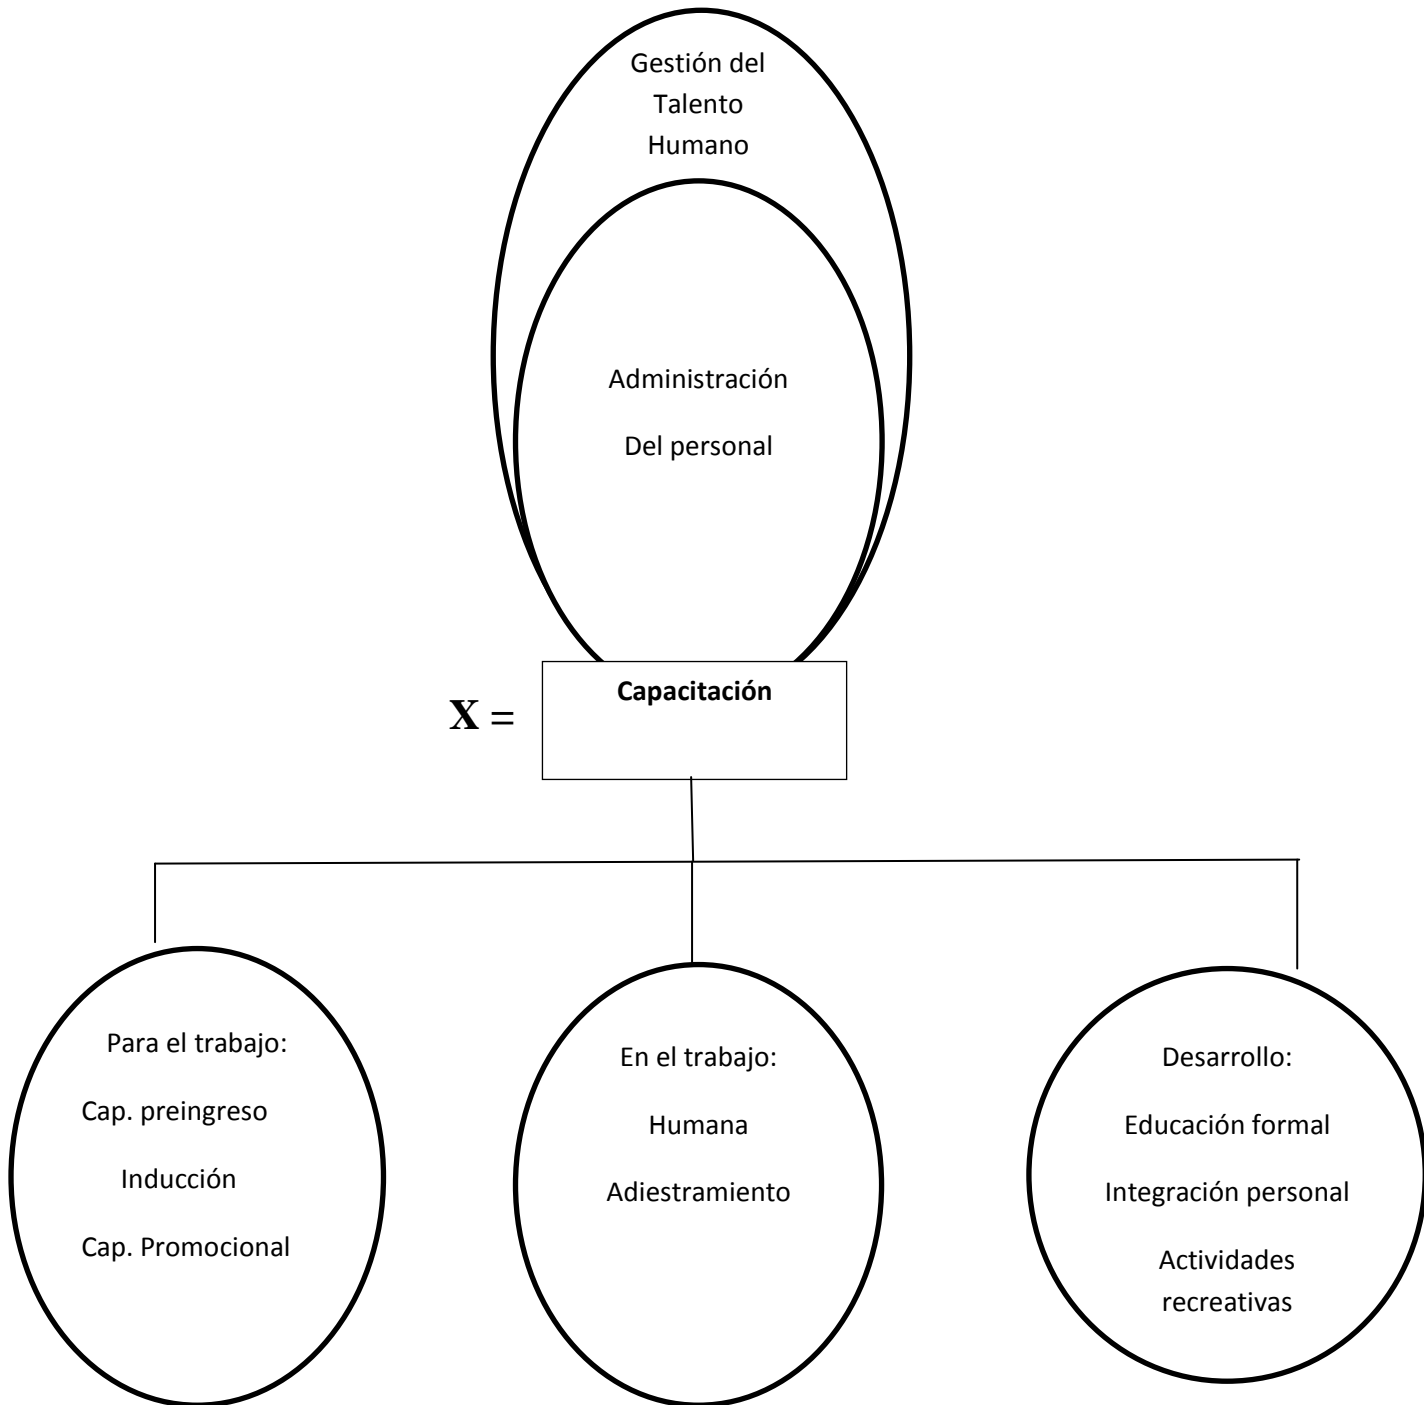 Gestión del
Talento
Humano
Administración
Del personal
Capacitación
X =
Para el trabajo:
Cap. preingreso
Inducción
Cap. Promocional
En el trabajo:
Humana
Adiestramiento
Desarrollo:
Educación formal
Integración personal
Actividades
recreativas